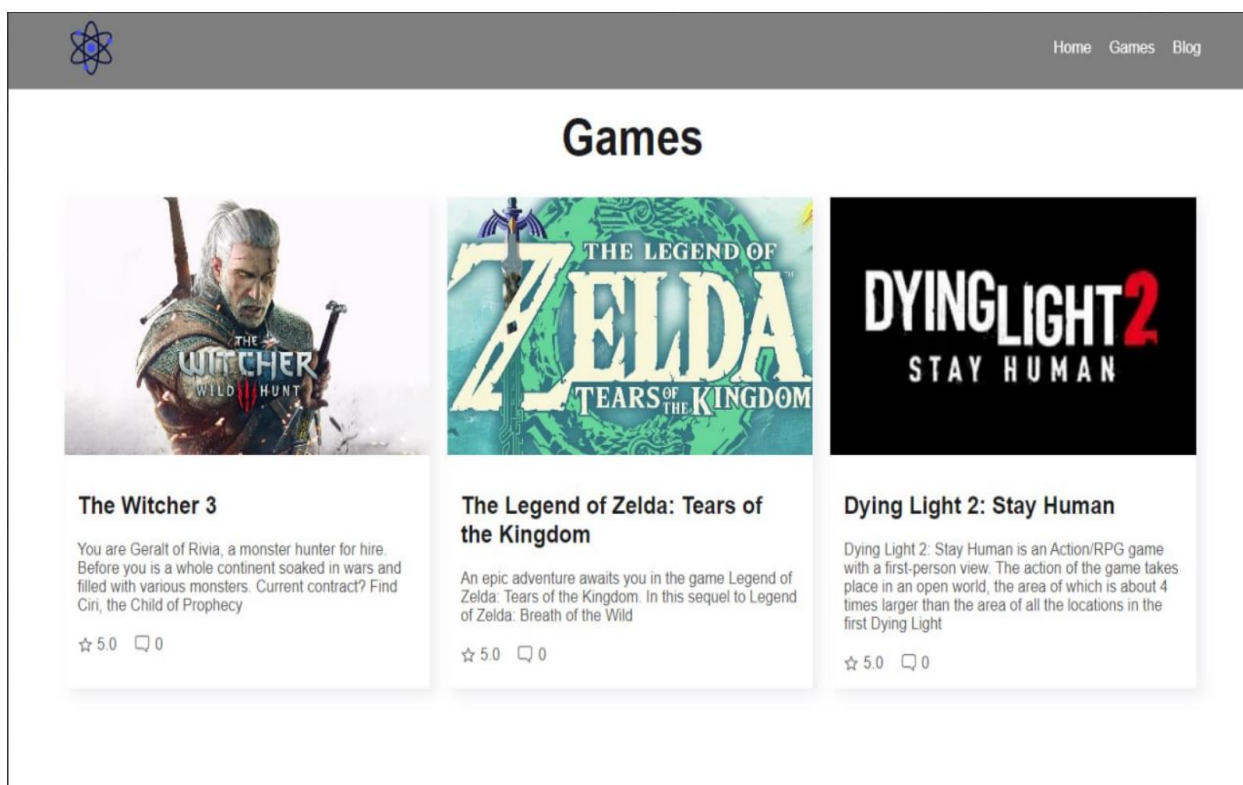 Home Games Blog
Games
THE
WITCHER
WILD HUNT
THE LEGEND OF
ZELDA
TEARS OF THE KINGDOM
DYING LIGHT 2
STAY HUMAN
The Witcher 3
You are Geralt of Rivia, a monster hunter for hire.
Before you is a whole continent soaked in wars and
filled with various monsters. Current contract? Find
Ciri, the Child of Prophecy
5.0 0
The Legend of Zelda: Tears of
the Kingdom
An epic adventure awaits you in the game Legend of
Zelda: Tears of the Kingdom. In this sequel to Legend
of Zelda: Breath of the Wild
5.0 0
Dying Light 2: Stay Human
Dying Light 2: Stay Human is an Action/RPG game
with a first-person view. The action of the game takes
place in an open world, the area of which is about 4
times larger than the area of all the locations in the
first Dying Light
5.0 0